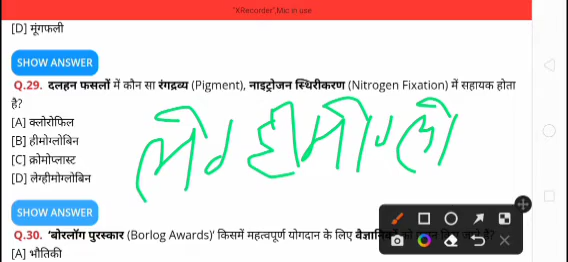 "XRecorder",Mic in use
[D] मूंगफली
SHOW ANSWER
Q.29. दलहन फसलों में कौन सा रंगद्रव्य (Pigment), नाइट्रोजन स्थिरीकरण (Nitrogen Fixation) में सहायक होता
है?
[A] क्लोरोफिल
[B] हीमोग्लोबिन
[C] क्रोमोप्लास्ट
[D] लेग्हीमोग्लोबिन
SHOW ANSWER
Q.30. 'बोरलॉग पुरस्कार (Borlog Awards)' किसमें महत्वपूर्ण योगदान के लिए
[A] भौतिकी